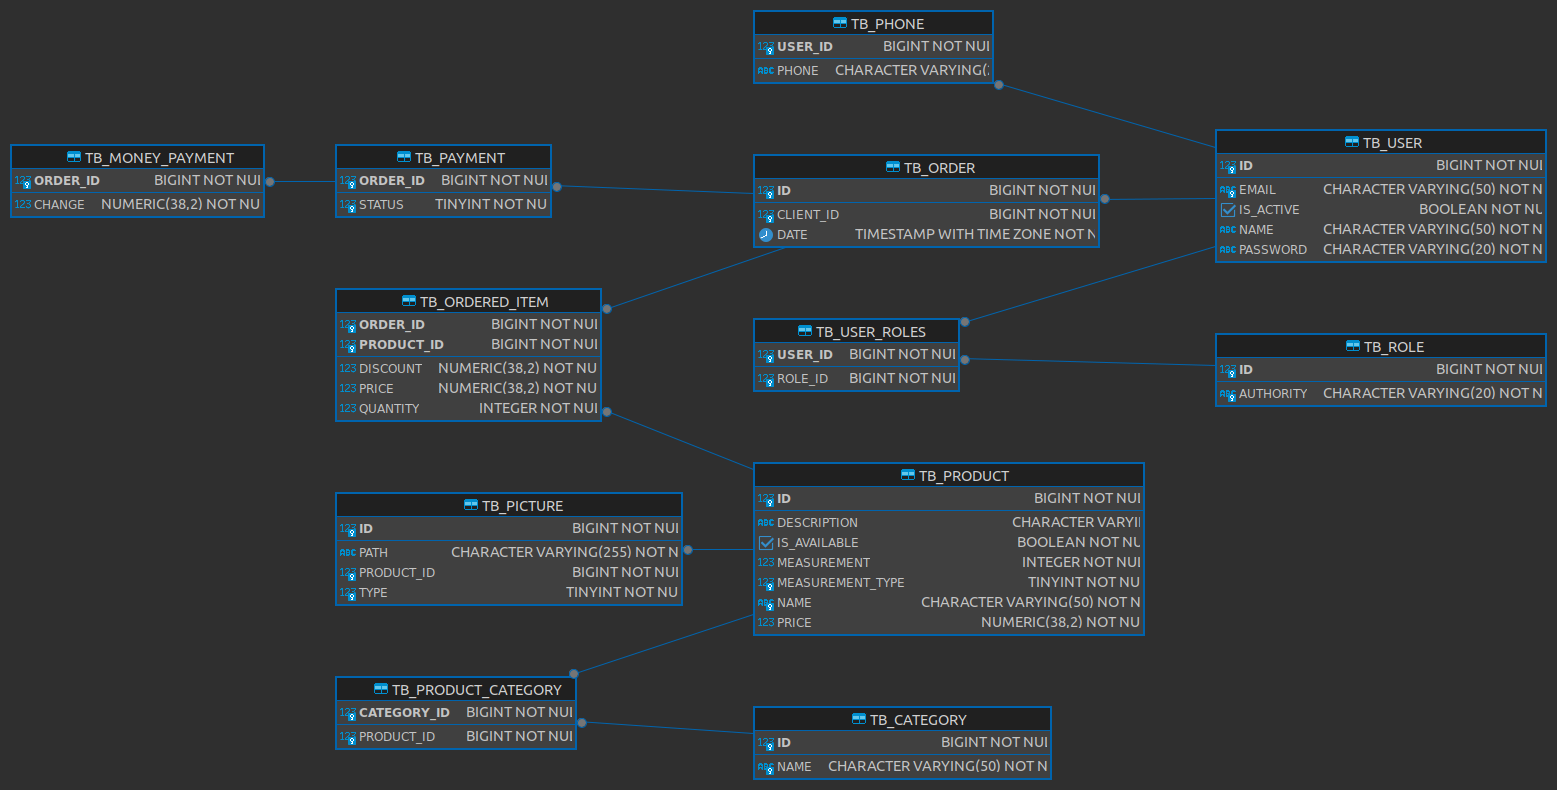 TB_PHONE
USER_ID BIGINT NOT NUI
PHONE CHARACTER VARYING(
TB_USER
ID BIGINT NOT NUI
EMAIL CHARACTER VARYING(50) NOT N
IS_ACTIVE BOOLEAN NOT NU
NAME CHARACTER VARYING(50) NOT N
PASSWORD CHARACTER VARYING(20) NOT N
TB_MONEY_PAYMENT
ORDER_ID BIGINT NOT NUI
CHANGE NUMERIC(38,2) NOT NU
TB_PAYMENT
ORDER_ID BIGINT NOT NUI
STATUS TINYINT NOT NU
TB_ORDER
ID BIGINT NOT NUI
CLIENT_ID BIGINT NOT NUI
DATE TIMESTAMP WITH TIME ZONE NOT N
TB_ORDERED_ITEM
ORDER_ID BIGINT NOT NUI
PRODUCT_ID BIGINT NOT NUI
DISCOUNT NUMERIC(38,2) NOT NU
PRICE NUMERIC(38,2) NOT NU
QUANTITY INTEGER NOT NUI
TB_USER_ROLES
USER_ID BIGINT NOT NUI
ROLE_ID BIGINT NOT NUI
TB_ROLE
ID BIGINT NOT NUI
AUTHORITY CHARACTER VARYING(20) NOT N
TB_PRODUCT
ID BIGINT NOT NUI
DESCRIPTION CHARACTER VARYI
IS_AVAILABLE BOOLEAN NOT NU
MEASUREMENT INTEGER NOT NUI
MEASUREMENT_TYPE TINYINT NOT NU
NAME CHARACTER VARYING(50) NOT N
PRICE NUMERIC(38,2) NOT NU
TB_PICTURE
ID BIGINT NOT NUI
PATH CHARACTER VARYING(255) NOT N
PRODUCT_ID BIGINT NOT NUI
TYPE TINYINT NOT NU
TB_PRODUCT_CATEGORY
CATEGORY_ID BIGINT NOT NUI
PRODUCT_ID BIGINT NOT NUI
TB_CATEGORY
ID BIGINT NOT NUI
NAME CHARACTER VARYING(50) NOT N